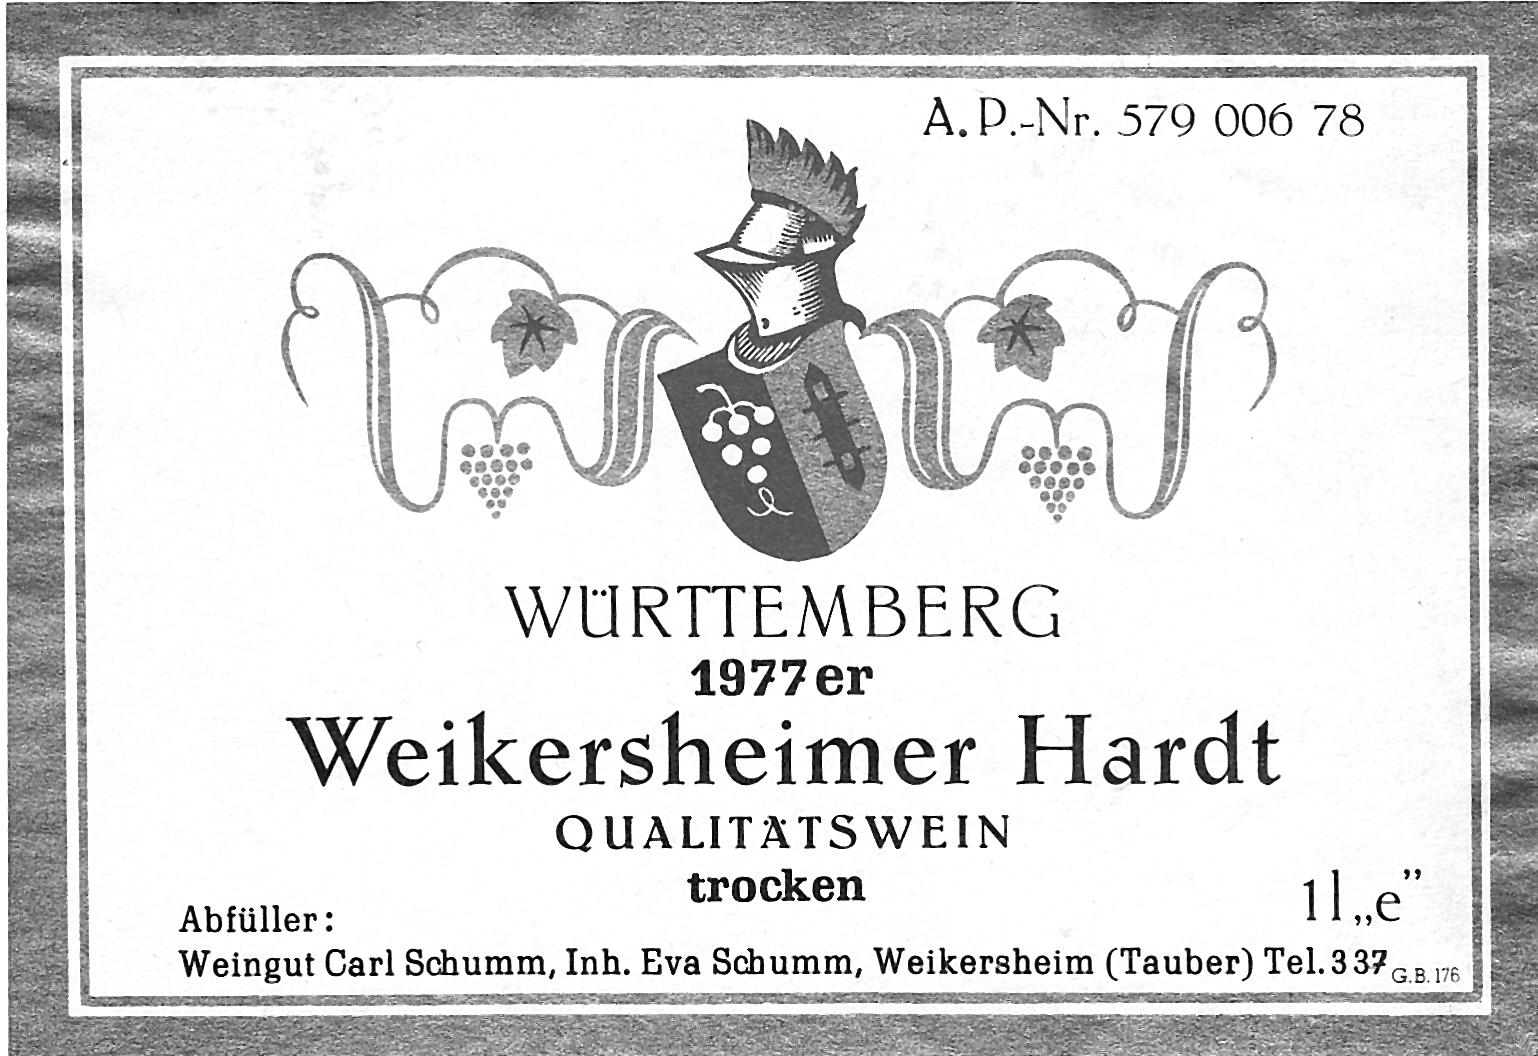 A.P.-Nr. 579 006 78
WÜRTTEMBERG
1977er
Weikersheimer Hardt
QUALITÄTSWEIN
trocken
1 l „e”
Abfüller:
Weingut Carl Schumm, Inh. Eva Schumm, Weikersheim (Tauber) Tel. 337
G.B. 176